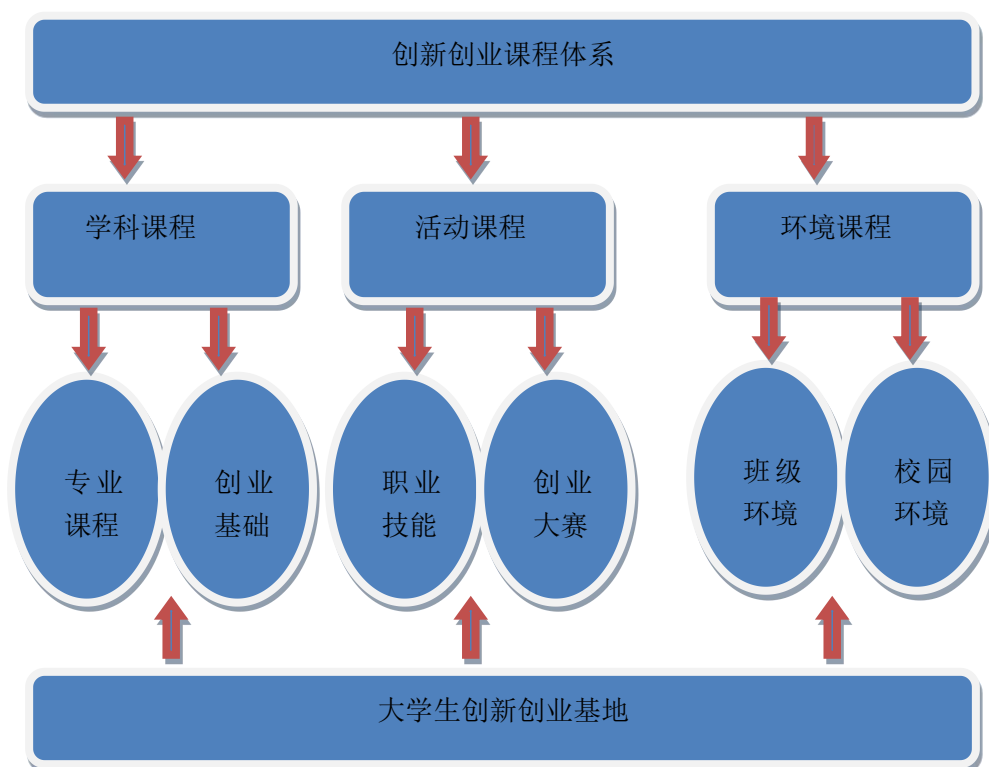 创新创业课程体系
学科课程
活动课程
环境课程
专业
课程
创业
基础
职业
技能
创业
大赛
班级
环境
校园
环境
大学生创新创业基地